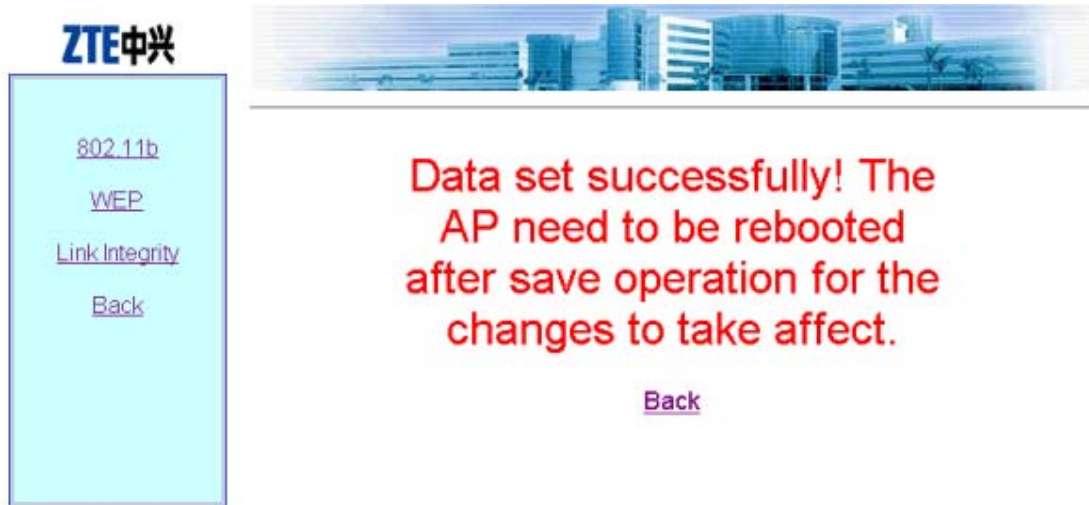 ZTE中兴
802.11b
WEP
Link Integrity
Back
Data set successfully! The
AP need to be rebooted
after save operation for the
changes to take affect.
Back